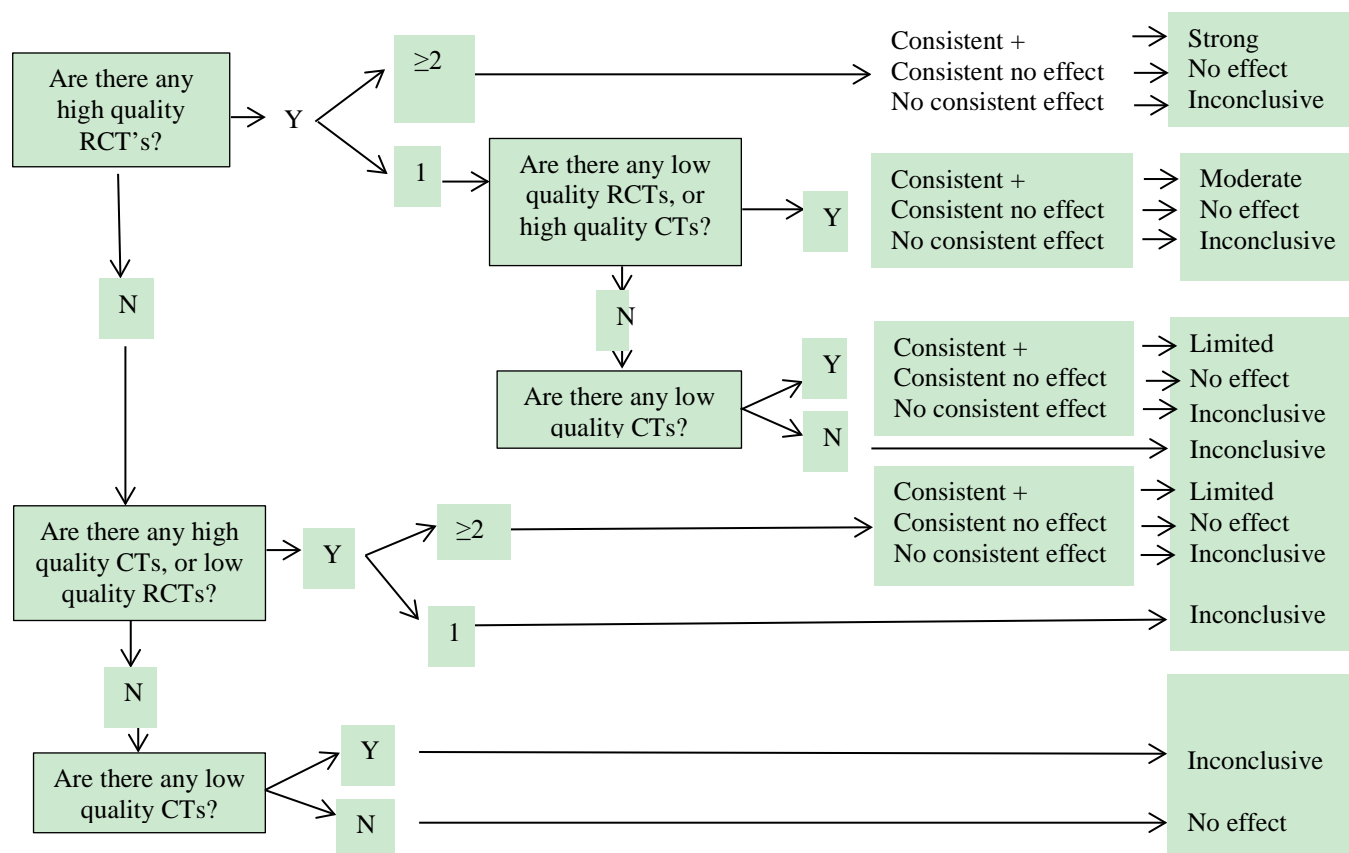 Are there any
high quality
RCT's?
Y
≥2
Consistent +
Consistent no effect
No consistent effect
Strong
No effect
Inconclusive
1
Are there any low
quality RCTs, or
high quality CTs?
Y
Consistent +
Consistent no effect
No consistent effect
Moderate
No effect
Inconclusive
N
N
Are there any low
quality CTs?
Y
Consistent +
Consistent no effect
No consistent effect
Limited
No effect
Inconclusive
N
Inconclusive
Are there any high
quality CTs, or low
quality RCTs?
Y
≥2
Consistent +
Consistent no effect
No consistent effect
Limited
No effect
Inconclusive
1
Inconclusive
N
Are there any low
quality CTs?
Y
Inconclusive
N
No effect